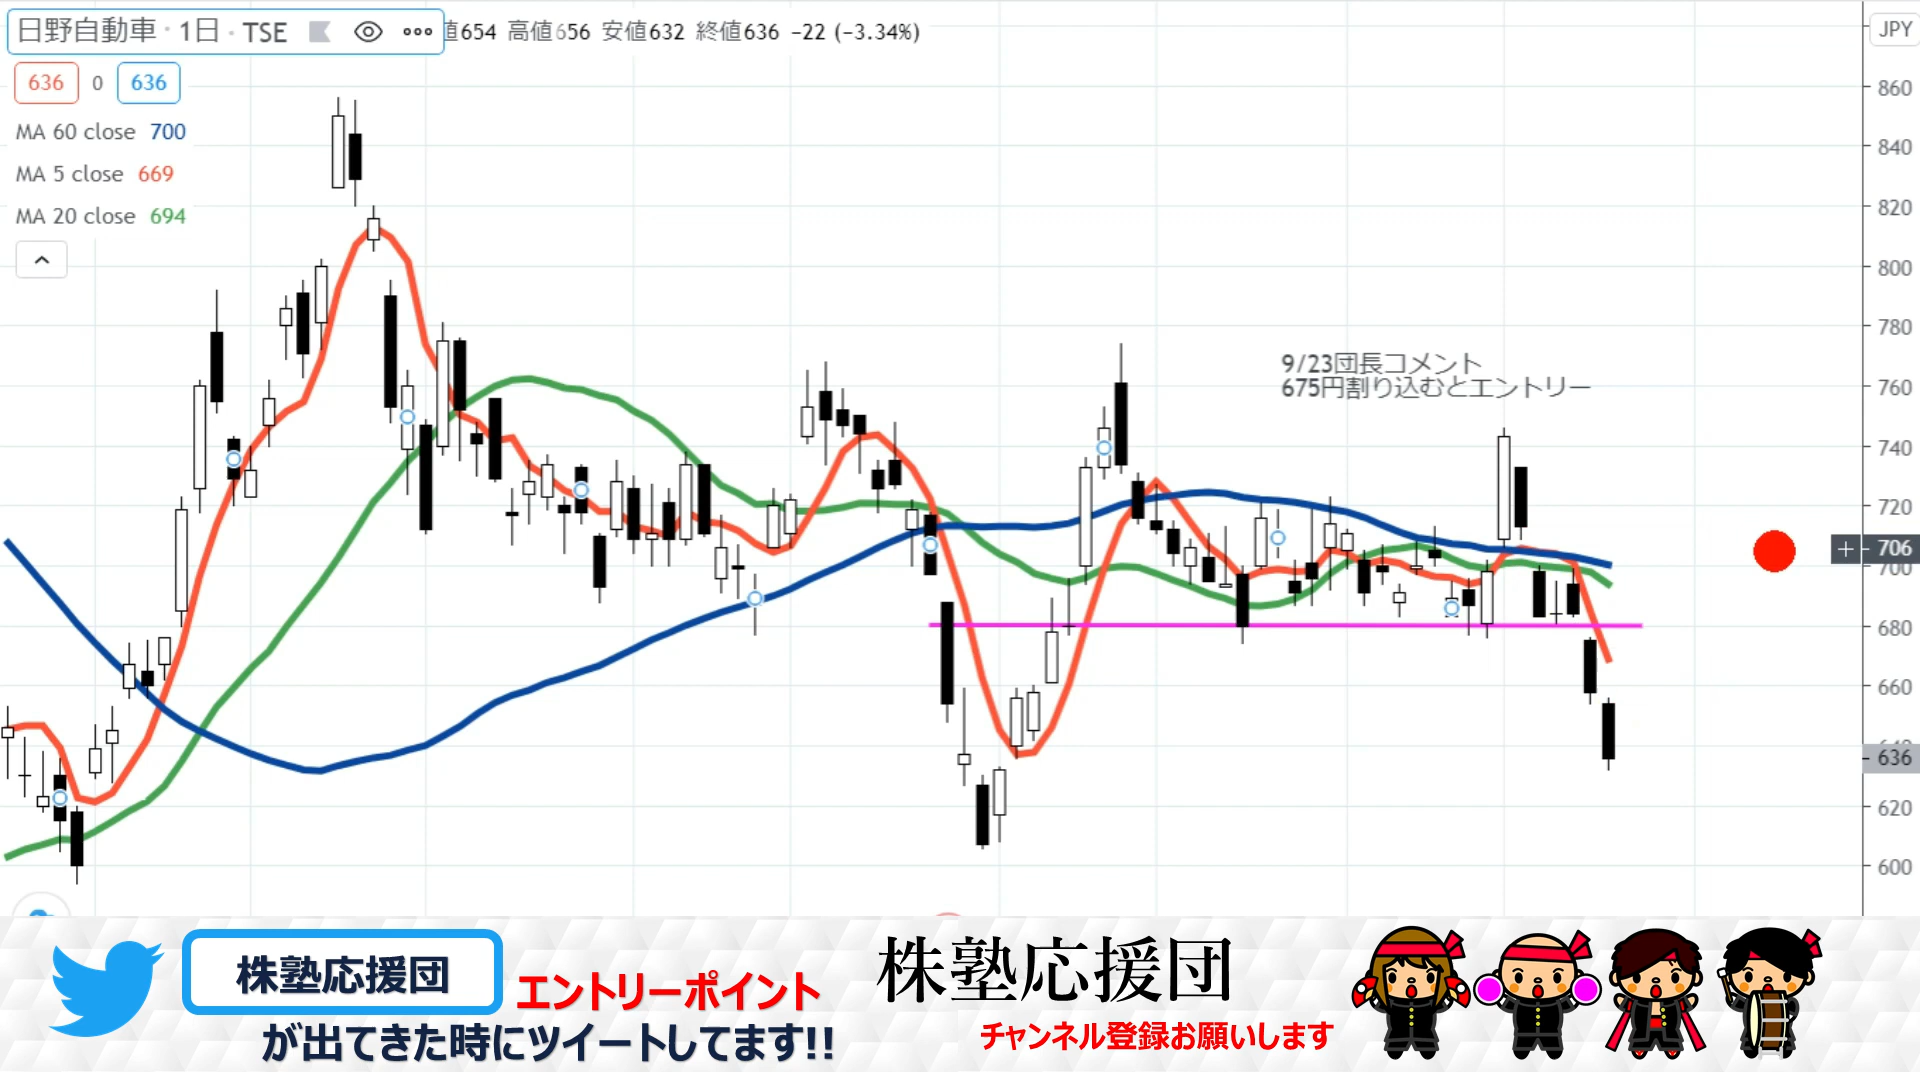 日野自動車 · 1日 · TSE
値654 高値656 安値632 終値636 −22 (−3.34%)
JPY
636 0 636
MA 60 close 700
MA 5 close 669
MA 20 close 694
860
840
820
800
780
760
740
720
706
700
680
660
640
636
620
600
9/23団長コメント
675円割り込むとエントリー
株塾応援団
エントリーポイント
が出てきた時にツイートしてます!!
株塾応援団
チャンネル登録お願いします